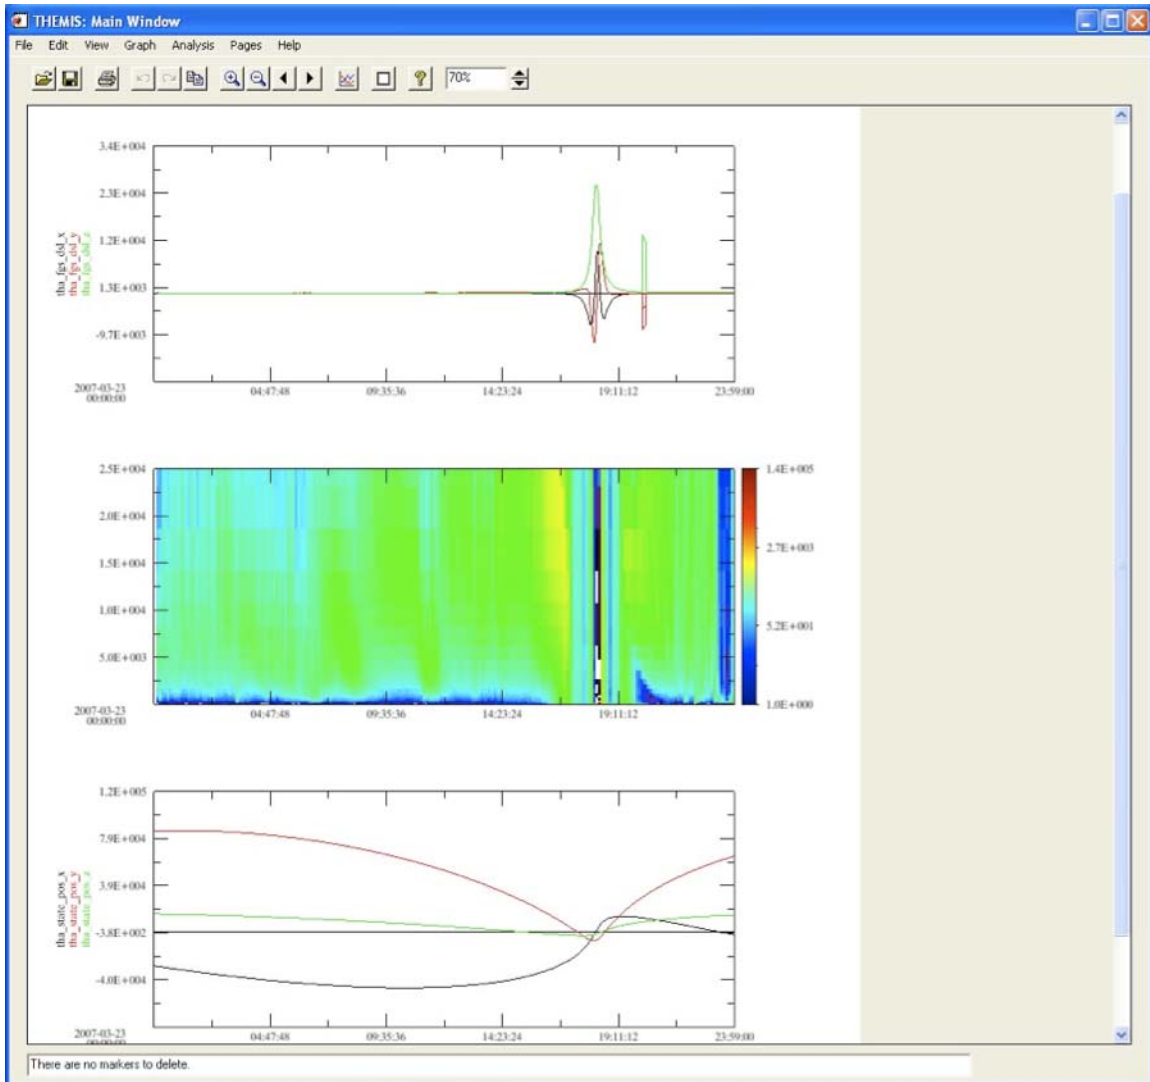 THEMIS: Main Window
File Edit View Graph Analysis Pages Help
70%
3.4E+004
2.3E+004
1.2E+004
1.3E+003
-9.7E+003
tha_fgs_dsl_x
tha_fgs_dsl_y
tha_fgs_dsl_z
2007-03-23
00:00:00
04:47:48 09:35:36 14:23:24 19:11:12 23:59:00
2.5E+004
2.0E+004
1.5E+004
1.0E+004
5.0E+003
1.4E+005
2.7E+003
5.2E+001
1.0E+000
2007-03-23
00:00:00
04:47:48 09:35:36 14:23:24 19:11:12
1.2E+005
7.9E+004
3.9E+004
-3.8E+002
-4.0E+004
tha_state_pos_x
tha_state_pos_y
tha_state_pos_z
2007-03-23
00:00:00
04:47:48 09:35:36 14:23:24 19:11:12 23:59:00
There are no markers to delete.